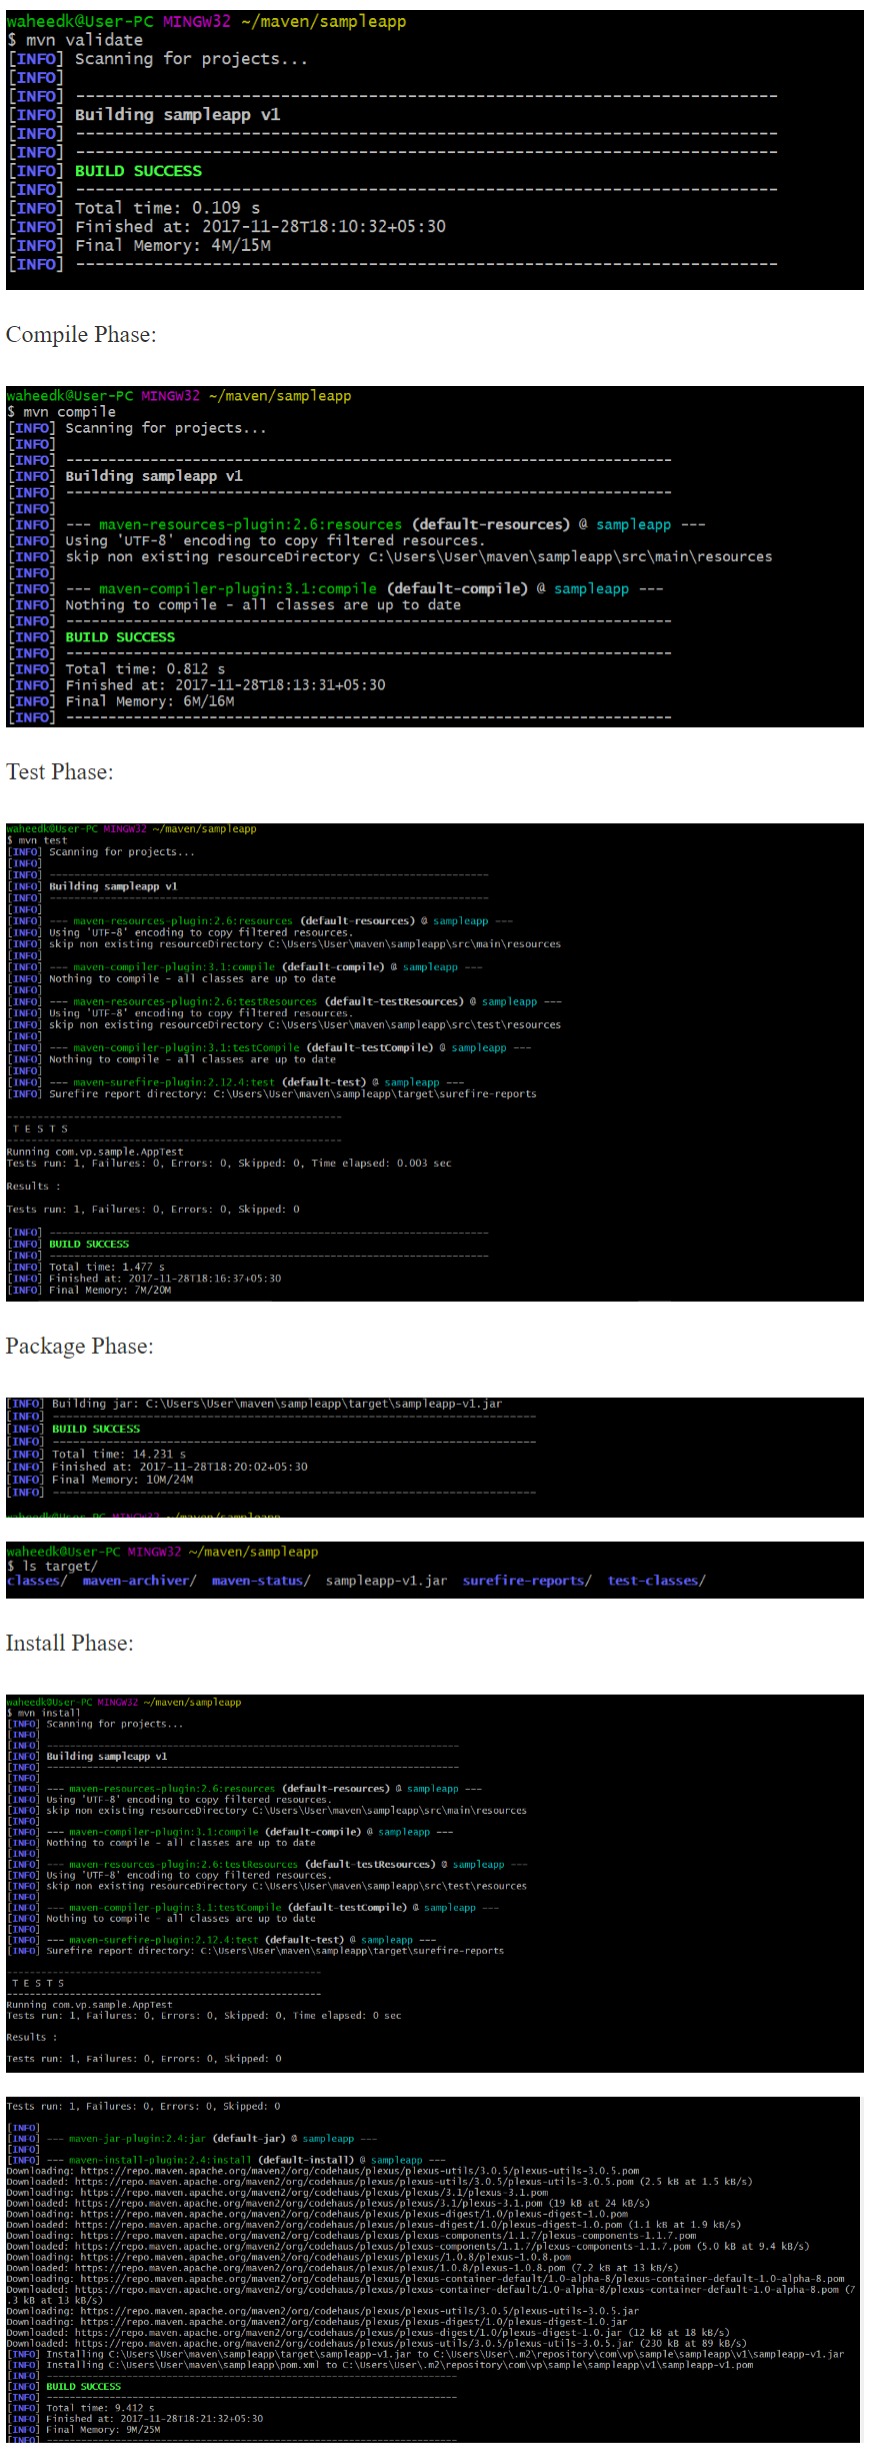 waheedk@User-PC MINGW32 ~/maven/sampleapp
$ mvn validate
[INFO] Scanning for projects...
[INFO]
[INFO] ------------------------------------------------------------------------
[INFO] Building sampleapp v1
[INFO] ------------------------------------------------------------------------
[INFO] ------------------------------------------------------------------------
[INFO] BUILD SUCCESS
[INFO] ------------------------------------------------------------------------
[INFO] Total time: 0.109 s
[INFO] Finished at: 2017-11-28T18:10:32+05:30
[INFO] Final Memory: 4M/15M
[INFO] ------------------------------------------------------------------------
Compile Phase:
waheedk@User-PC MINGW32 ~/maven/sampleapp
$ mvn compile
[INFO] Scanning for projects...
[INFO]
[INFO] ------------------------------------------------------------------------
[INFO] Building sampleapp v1
[INFO] ------------------------------------------------------------------------
[INFO]
[INFO] --- maven-resources-plugin:2.6:resources (default-resources) @ sampleapp ---
[INFO] Using 'UTF-8' encoding to copy filtered resources.
[INFO] skip non existing resourceDirectory C:\Users\User\maven\sampleapp\src\main\resources
[INFO]
[INFO] --- maven-compiler-plugin:3.1:compile (default-compile) @ sampleapp ---
[INFO] Nothing to compile - all classes are up to date
[INFO] ------------------------------------------------------------------------
[INFO] BUILD SUCCESS
[INFO] ------------------------------------------------------------------------
[INFO] Total time: 0.812 s
[INFO] Finished at: 2017-11-28T18:13:31+05:30
[INFO] Final Memory: 6M/16M
[INFO] ------------------------------------------------------------------------
Test Phase:
waheedk@User-PC MINGW32 ~/maven/sampleapp
$ mvn test
[INFO] Scanning for projects...
[INFO]
[INFO] ------------------------------------------------------------------------
[INFO] Building sampleapp v1
[INFO] ------------------------------------------------------------------------
[INFO]
[INFO] --- maven-resources-plugin:2.6:resources (default-resources) @ sampleapp ---
[INFO] Using 'UTF-8' encoding to copy filtered resources.
[INFO] skip non existing resourceDirectory C:\Users\User\maven\sampleapp\src\main\resources
[INFO]
[INFO] --- maven-compiler-plugin:3.1:compile (default-compile) @ sampleapp ---
[INFO] Nothing to compile - all classes are up to date
[INFO]
[INFO] --- maven-resources-plugin:2.6:testResources (default-testResources) @ sampleapp ---
[INFO] Using 'UTF-8' encoding to copy filtered resources.
[INFO] skip non existing resourceDirectory C:\Users\User\maven\sampleapp\src\test\resources
[INFO]
[INFO] --- maven-compiler-plugin:3.1:testCompile (default-testCompile) @ sampleapp ---
[INFO] Nothing to compile - all classes are up to date
[INFO]
[INFO] --- maven-surefire-plugin:2.12.4:test (default-test) @ sampleapp ---
[INFO] Surefire report directory: C:\Users\User\maven\sampleapp\target\surefire-reports
-------------------------------------------------------
T E S T S
-------------------------------------------------------
Running com.vp.sample.AppTest
Tests run: 1, Failures: 0, Errors: 0, Skipped: 0, Time elapsed: 0.003 sec
Results :
Tests run: 1, Failures: 0, Errors: 0, Skipped: 0
[INFO] ------------------------------------------------------------------------
[INFO] BUILD SUCCESS
[INFO] ------------------------------------------------------------------------
[INFO] Total time: 1.477 s
[INFO] Finished at: 2017-11-28T18:16:37+05:30
[INFO] Final Memory: 7M/20M
Package Phase:
[INFO] Building jar: C:\Users\User\maven\sampleapp\target\sampleapp-v1.jar
[INFO] ------------------------------------------------------------------------
[INFO] BUILD SUCCESS
[INFO] ------------------------------------------------------------------------
[INFO] Total time: 14.231 s
[INFO] Finished at: 2017-11-28T18:20:02+05:30
[INFO] Final Memory: 10M/24M
[INFO] ------------------------------------------------------------------------
waheedk@User-PC MINGW32 ~/maven/sampleapp
waheedk@User-PC MINGW32 ~/maven/sampleapp
$ ls target/
classes/ maven-archiver/ maven-status/ sampleapp-v1.jar surefire-reports/ test-classes/
Install Phase:
waheedk@User-PC MINGW32 ~/maven/sampleapp
$ mvn install
[INFO] Scanning for projects...
[INFO]
[INFO] ------------------------------------------------------------------------
[INFO] Building sampleapp v1
[INFO] ------------------------------------------------------------------------
[INFO]
[INFO] --- maven-resources-plugin:2.6:resources (default-resources) @ sampleapp ---
[INFO] Using 'UTF-8' encoding to copy filtered resources.
[INFO] skip non existing resourceDirectory C:\Users\User\maven\sampleapp\src\main\resources
[INFO]
[INFO] --- maven-compiler-plugin:3.1:compile (default-compile) @ sampleapp ---
[INFO] Nothing to compile - all classes are up to date
[INFO]
[INFO] --- maven-resources-plugin:2.6:testResources (default-testResources) @ sampleapp ---
[INFO] Using 'UTF-8' encoding to copy filtered resources.
[INFO] skip non existing resourceDirectory C:\Users\User\maven\sampleapp\src\test\resources
[INFO]
[INFO] --- maven-compiler-plugin:3.1:testCompile (default-testCompile) @ sampleapp ---
[INFO] Nothing to compile - all classes are up to date
[INFO]
[INFO] --- maven-surefire-plugin:2.12.4:test (default-test) @ sampleapp ---
[INFO] Surefire report directory: C:\Users\User\maven\sampleapp\target\surefire-reports
-------------------------------------------------------
T E S T S
-------------------------------------------------------
Running com.vp.sample.AppTest
Tests run: 1, Failures: 0, Errors: 0, Skipped: 0, Time elapsed: 0 sec
Results :
Tests run: 1, Failures: 0, Errors: 0, Skipped: 0
Tests run: 1, Failures: 0, Errors: 0, Skipped: 0
[INFO]
[INFO] --- maven-jar-plugin:2.4:jar (default-jar) @ sampleapp ---
[INFO]
[INFO] --- maven-install-plugin:2.4:install (default-install) @ sampleapp ---
Downloading: https://repo.maven.apache.org/maven2/org/codehaus/plexus/plexus-utils/3.0.5/plexus-utils-3.0.5.pom
Downloaded: https://repo.maven.apache.org/maven2/org/codehaus/plexus/plexus-utils/3.0.5/plexus-utils-3.0.5.pom (2.5 kB at 1.5 kB/s)
Downloading: https://repo.maven.apache.org/maven2/org/codehaus/plexus/plexus/3.1/plexus-3.1.pom
Downloaded: https://repo.maven.apache.org/maven2/org/codehaus/plexus/plexus/3.1/plexus-3.1.pom (19 kB at 24 kB/s)
Downloading: https://repo.maven.apache.org/maven2/org/codehaus/plexus/plexus-digest/1.0/plexus-digest-1.0.pom
Downloaded: https://repo.maven.apache.org/maven2/org/codehaus/plexus/plexus-digest/1.0/plexus-digest-1.0.pom (1.1 kB at 1.9 kB/s)
Downloading: https://repo.maven.apache.org/maven2/org/codehaus/plexus/plexus-components/1.1.7/plexus-components-1.1.7.pom
Downloaded: https://repo.maven.apache.org/maven2/org/codehaus/plexus/plexus-components/1.1.7/plexus-components-1.1.7.pom (5.0 kB at 9.4 kB/s)
Downloading: https://repo.maven.apache.org/maven2/org/codehaus/plexus/plexus/1.0.8/plexus-1.0.8.pom
Downloaded: https://repo.maven.apache.org/maven2/org/codehaus/plexus/plexus/1.0.8/plexus-1.0.8.pom (7.2 kB at 13 kB/s)
Downloading: https://repo.maven.apache.org/maven2/org/codehaus/plexus/plexus-container-default/1.0-alpha-8/plexus-container-default-1.0-alpha-8.pom
Downloaded: https://repo.maven.apache.org/maven2/org/codehaus/plexus/plexus-container-default/1.0-alpha-8/plexus-container-default-1.0-alpha-8.pom (7
.3 kB at 13 kB/s)
Downloading: https://repo.maven.apache.org/maven2/org/codehaus/plexus/plexus-utils/3.0.5/plexus-utils-3.0.5.jar
Downloading: https://repo.maven.apache.org/maven2/org/codehaus/plexus/plexus-digest/1.0/plexus-digest-1.0.jar
Downloaded: https://repo.maven.apache.org/maven2/org/codehaus/plexus/plexus-digest/1.0/plexus-digest-1.0.jar (12 kB at 18 kB/s)
Downloaded: https://repo.maven.apache.org/maven2/org/codehaus/plexus/plexus-utils/3.0.5/plexus-utils-3.0.5.jar (230 kB at 89 kB/s)
[INFO] Installing C:\Users\User\maven\sampleapp\target\sampleapp-v1.jar to C:\Users\User\.m2\repository\com\vp\sample\sampleapp\v1\sampleapp-v1.jar
[INFO] Installing C:\Users\User\maven\sampleapp\pom.xml to C:\Users\User\.m2\repository\com\vp\sample\sampleapp\v1\sampleapp-v1.pom
[INFO] ------------------------------------------------------------------------
[INFO] BUILD SUCCESS
[INFO] ------------------------------------------------------------------------
[INFO] Total time: 9.412 s
[INFO] Finished at: 2017-11-28T18:21:32+05:30
[INFO] Final Memory: 9M/25M
[INFO] ------------------------------------------------------------------------